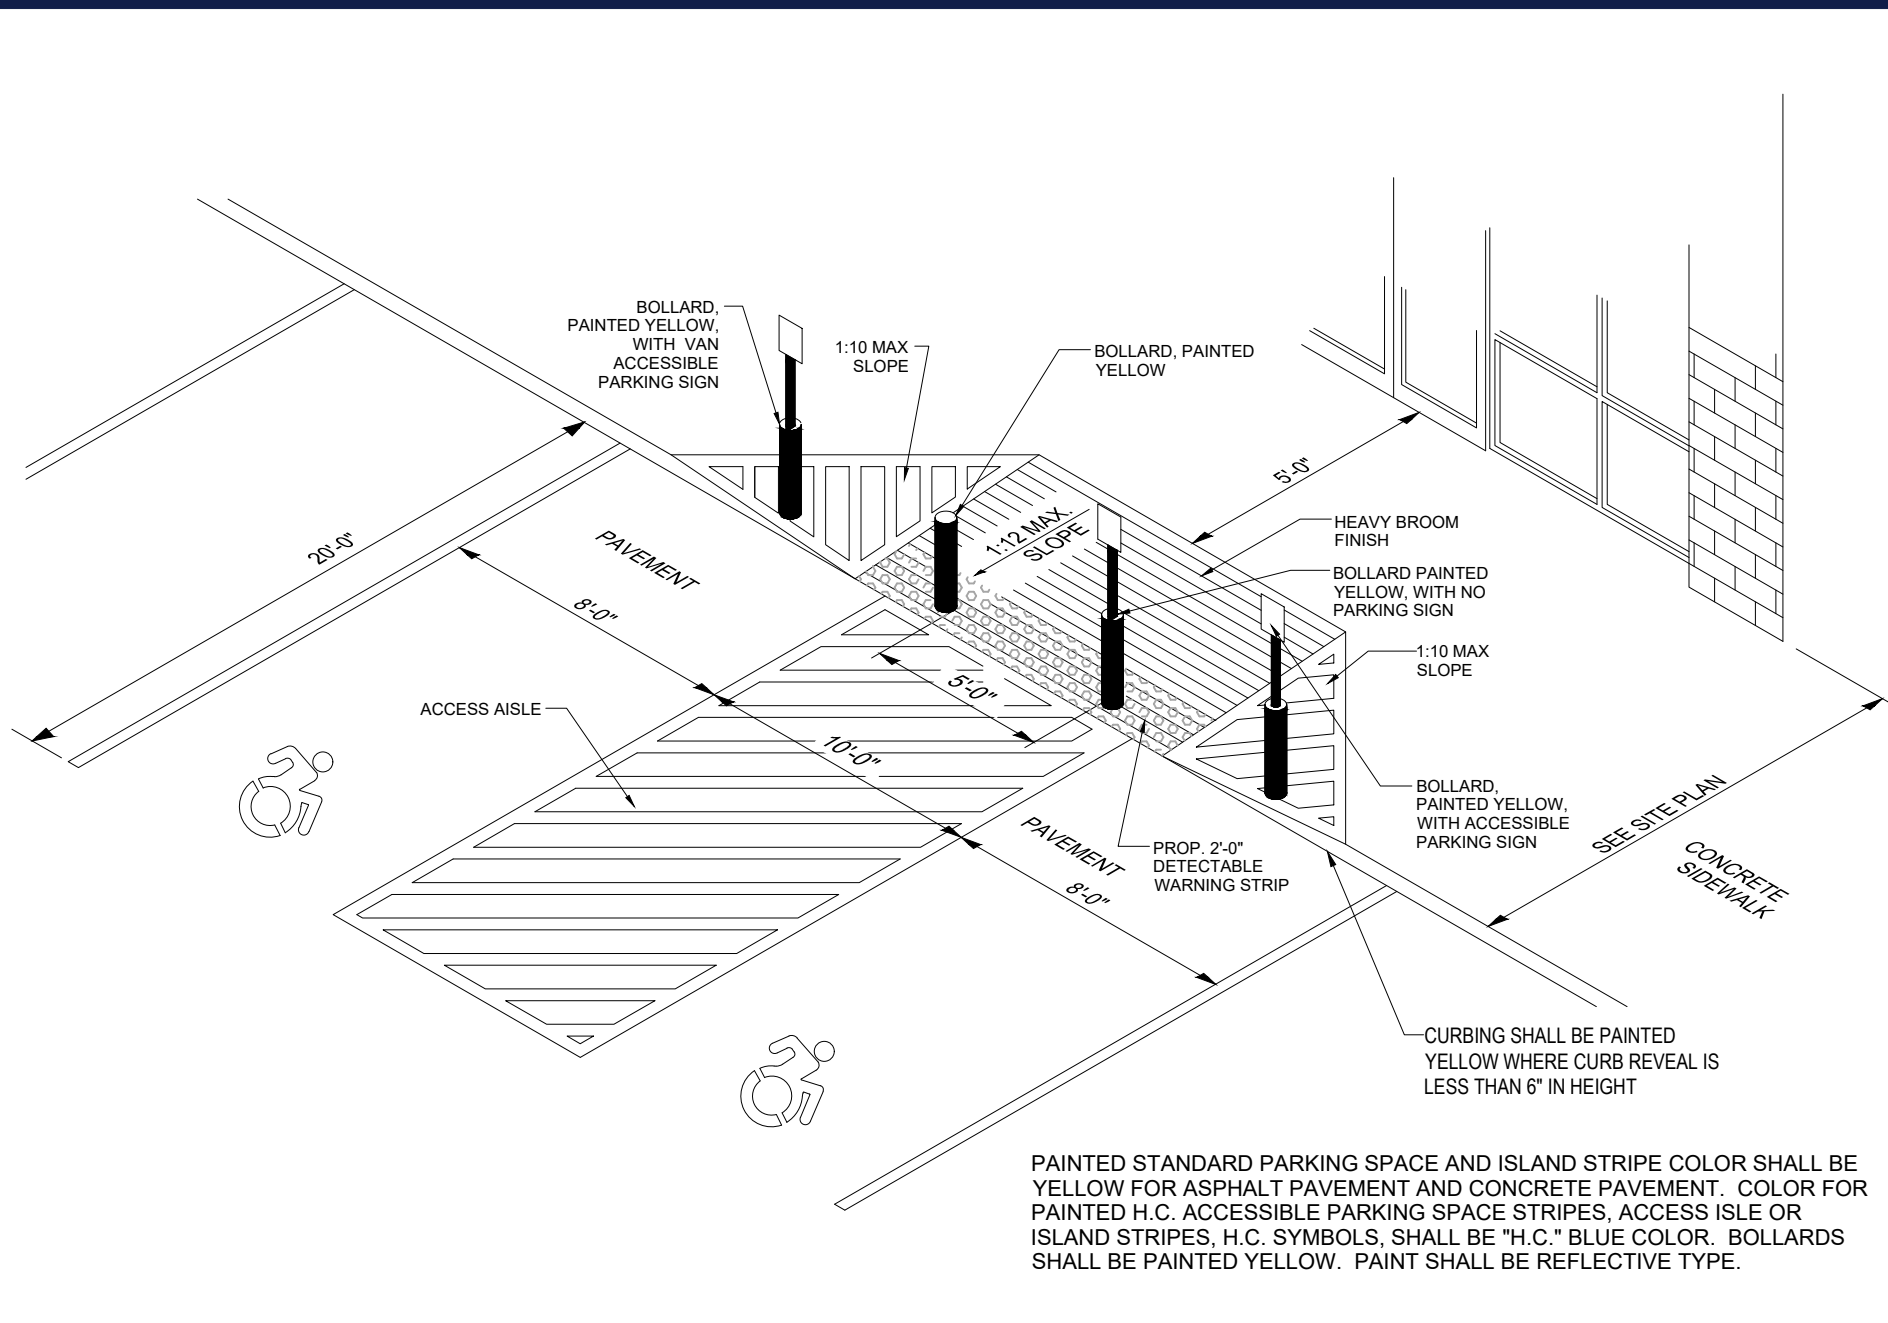 BOLLARD,
PAINTED YELLOW,
WITH VAN
ACCESSIBLE
PARKING SIGN
1:10 MAX
SLOPE
BOLLARD, PAINTED
YELLOW
5'-0"
1:12 MAX.
SLOPE
HEAVY BROOM
FINISH
BOLLARD PAINTED
YELLOW, WITH NO
PARKING SIGN
1:10 MAX
SLOPE
20'-0"
PAVEMENT
8'-0"
ACCESS AISLE
5'-0"
10'-0"
PAVEMENT
8'-0"
PROP. 2'-0"
DETECTABLE
WARNING STRIP
BOLLARD,
PAINTED YELLOW,
WITH ACCESSIBLE
PARKING SIGN
SEE SITE PLAN
CONCRETE
SIDEWALK
CURBING SHALL BE PAINTED
YELLOW WHERE CURB REVEAL IS
LESS THAN 6" IN HEIGHT
PAINTED STANDARD PARKING SPACE AND ISLAND STRIPE COLOR SHALL BE
YELLOW FOR ASPHALT PAVEMENT AND CONCRETE PAVEMENT. COLOR FOR
PAINTED H.C. ACCESSIBLE PARKING SPACE STRIPES, ACCESS ISLE OR
ISLAND STRIPES, H.C. SYMBOLS, SHALL BE "H.C." BLUE COLOR. BOLLARDS
SHALL BE PAINTED YELLOW. PAINT SHALL BE REFLECTIVE TYPE.